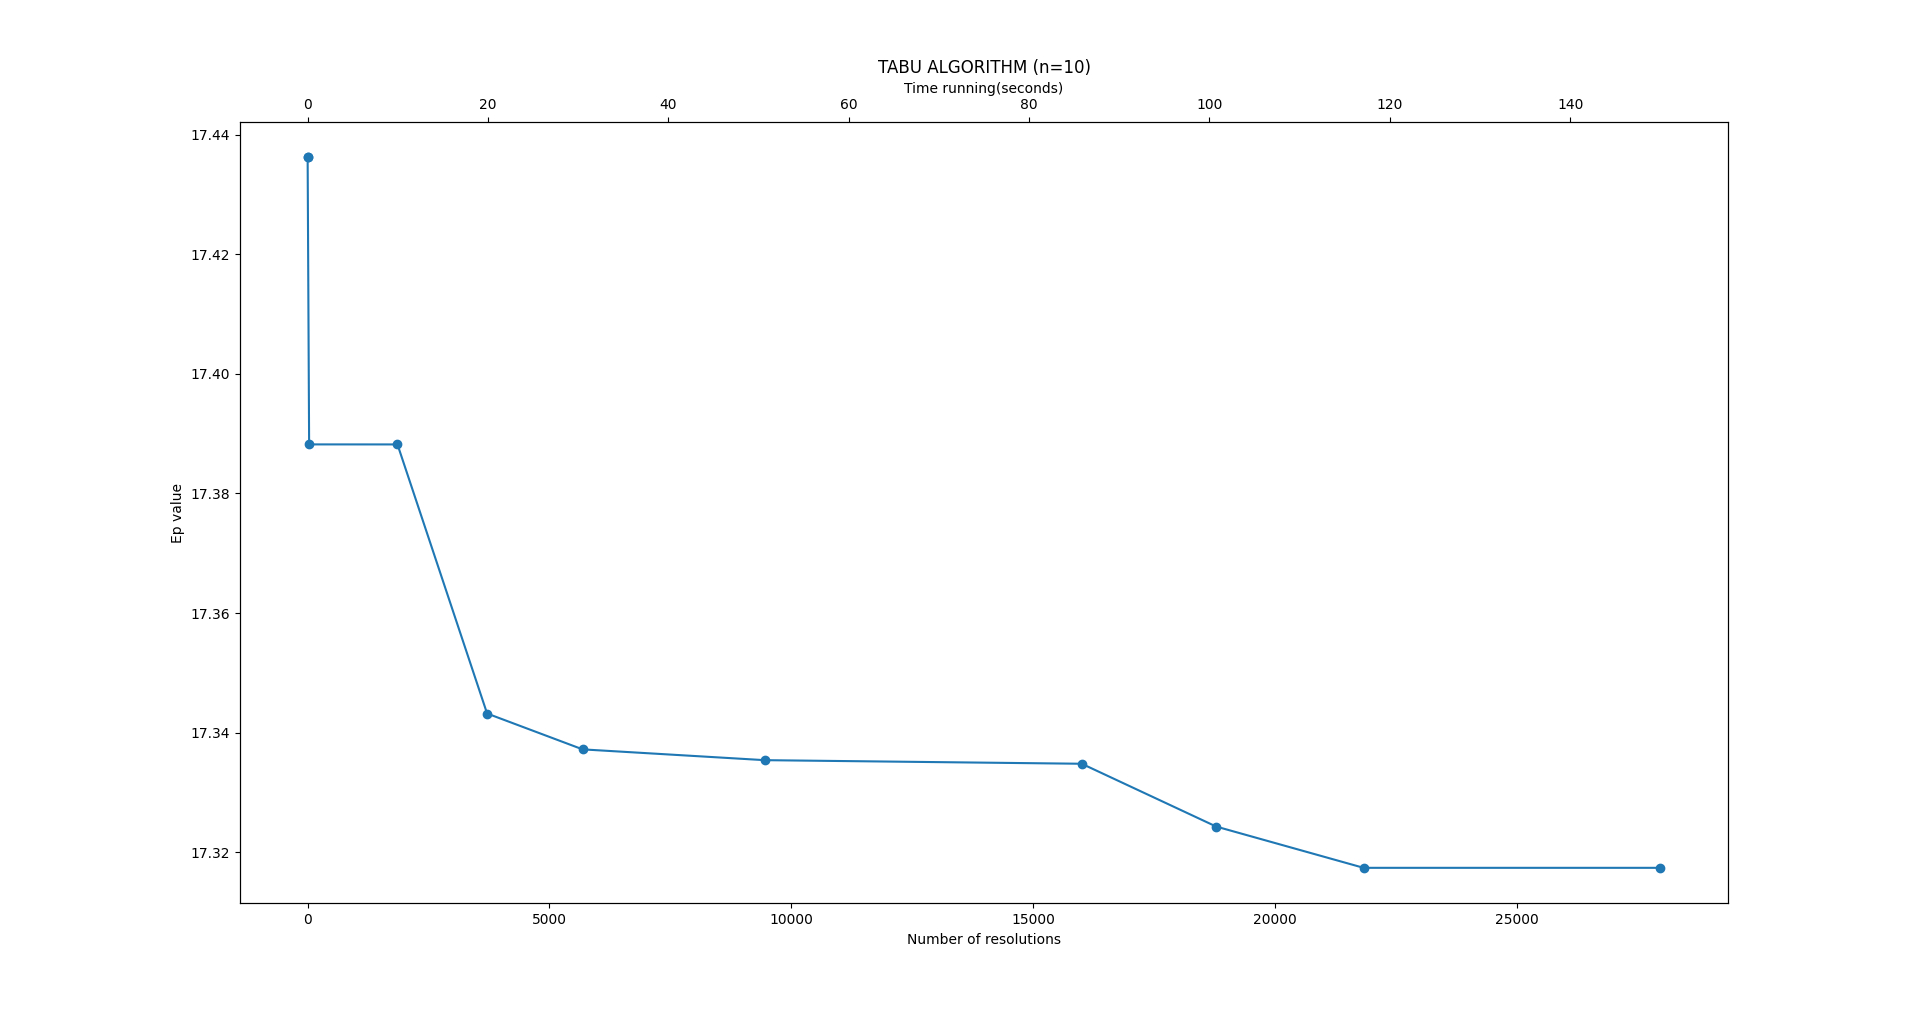 TABU ALGORITHM (n=10)
Time running(seconds)
0 20 40 60 80 100 120 140
17.44
17.42
17.40
17.38
17.36
17.34
17.32
Ep value
0 5000 10000 15000 20000 25000
Number of resolutions